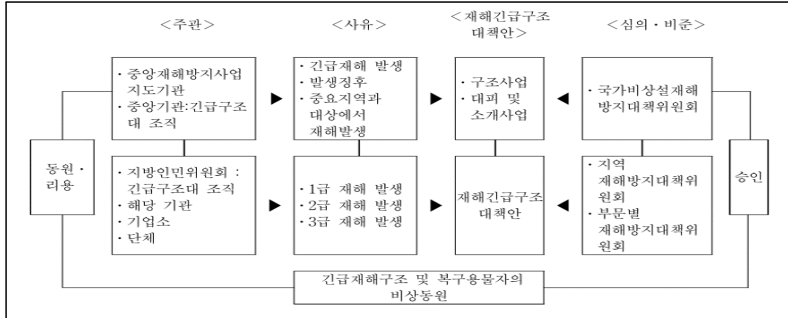 <주관>
<사유>
<재해긴급구조
대책안>
<심의·비준>
· 중앙재해방지사업
지도기관
· 중앙기관:긴급구조
대 조직
· 긴급재해 발생
· 발생징후
· 중요지역과
대상에서
재해발생
· 구조사업
· 대피 및
소개사업
· 국가비상설재해
방지대책위원회
동원·
리용
· 지방인민위원회 :
긴급구조대 조직
· 해당 기관
· 기업소
· 단체
· 1급 재해 발생
· 2급 재해 발생
· 3급 재해 발생
재해긴급구조
대책안
· 지역
재해방지대책위
원회
· 부문별
재해방지대책위
원회
승인
긴급재해구조 및 복구용물자의
비상동원